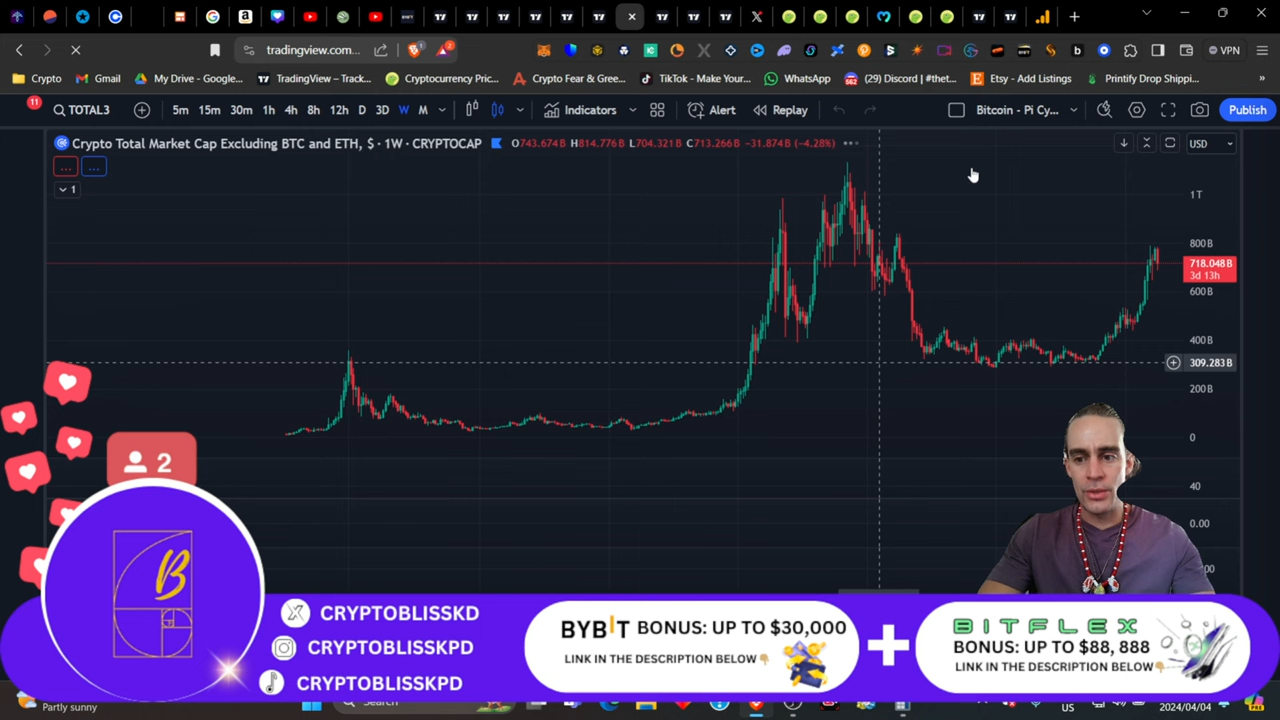 tradingview.com...
1
2
VPN
Crypto
Gmail
My Drive - Google...
TradingView – Track...
Cryptocurrency Pric...
Crypto Fear & Gree...
TikTok - Make Your...
WhatsApp
(29) Discord | #thet...
Etsy - Add Listings
Printify Drop Shippi...
»
11
TOTAL3
5m 15m 30m 1h 4h 8h 12h D 3D W M
Indicators
Alert
Replay
Bitcoin - Pi Cy...
Publish
Crypto Total Market Cap Excluding BTC and ETH, $ · 1W · CRYPTOCAP
O743.674B H814.776B L704.321B C713.266B -31.874B (-4.28%)
USD
1
1T
800B
718.048B
3d 13h
600B
400B
309.283B
200B
0
40
0.00
2
B
CRYPTOBLISSKD
CRYPTOBLISSKPD
CRYPTOBLISSKPD
BYBIT BONUS: UP TO $30,000
LINK IN THE DESCRIPTION BELOW
+
BITFLEX
BONUS: UP TO $88, 888
LINK IN THE DESCRIPTION BELOW
Partly sunny
Search
US
2024/04/04